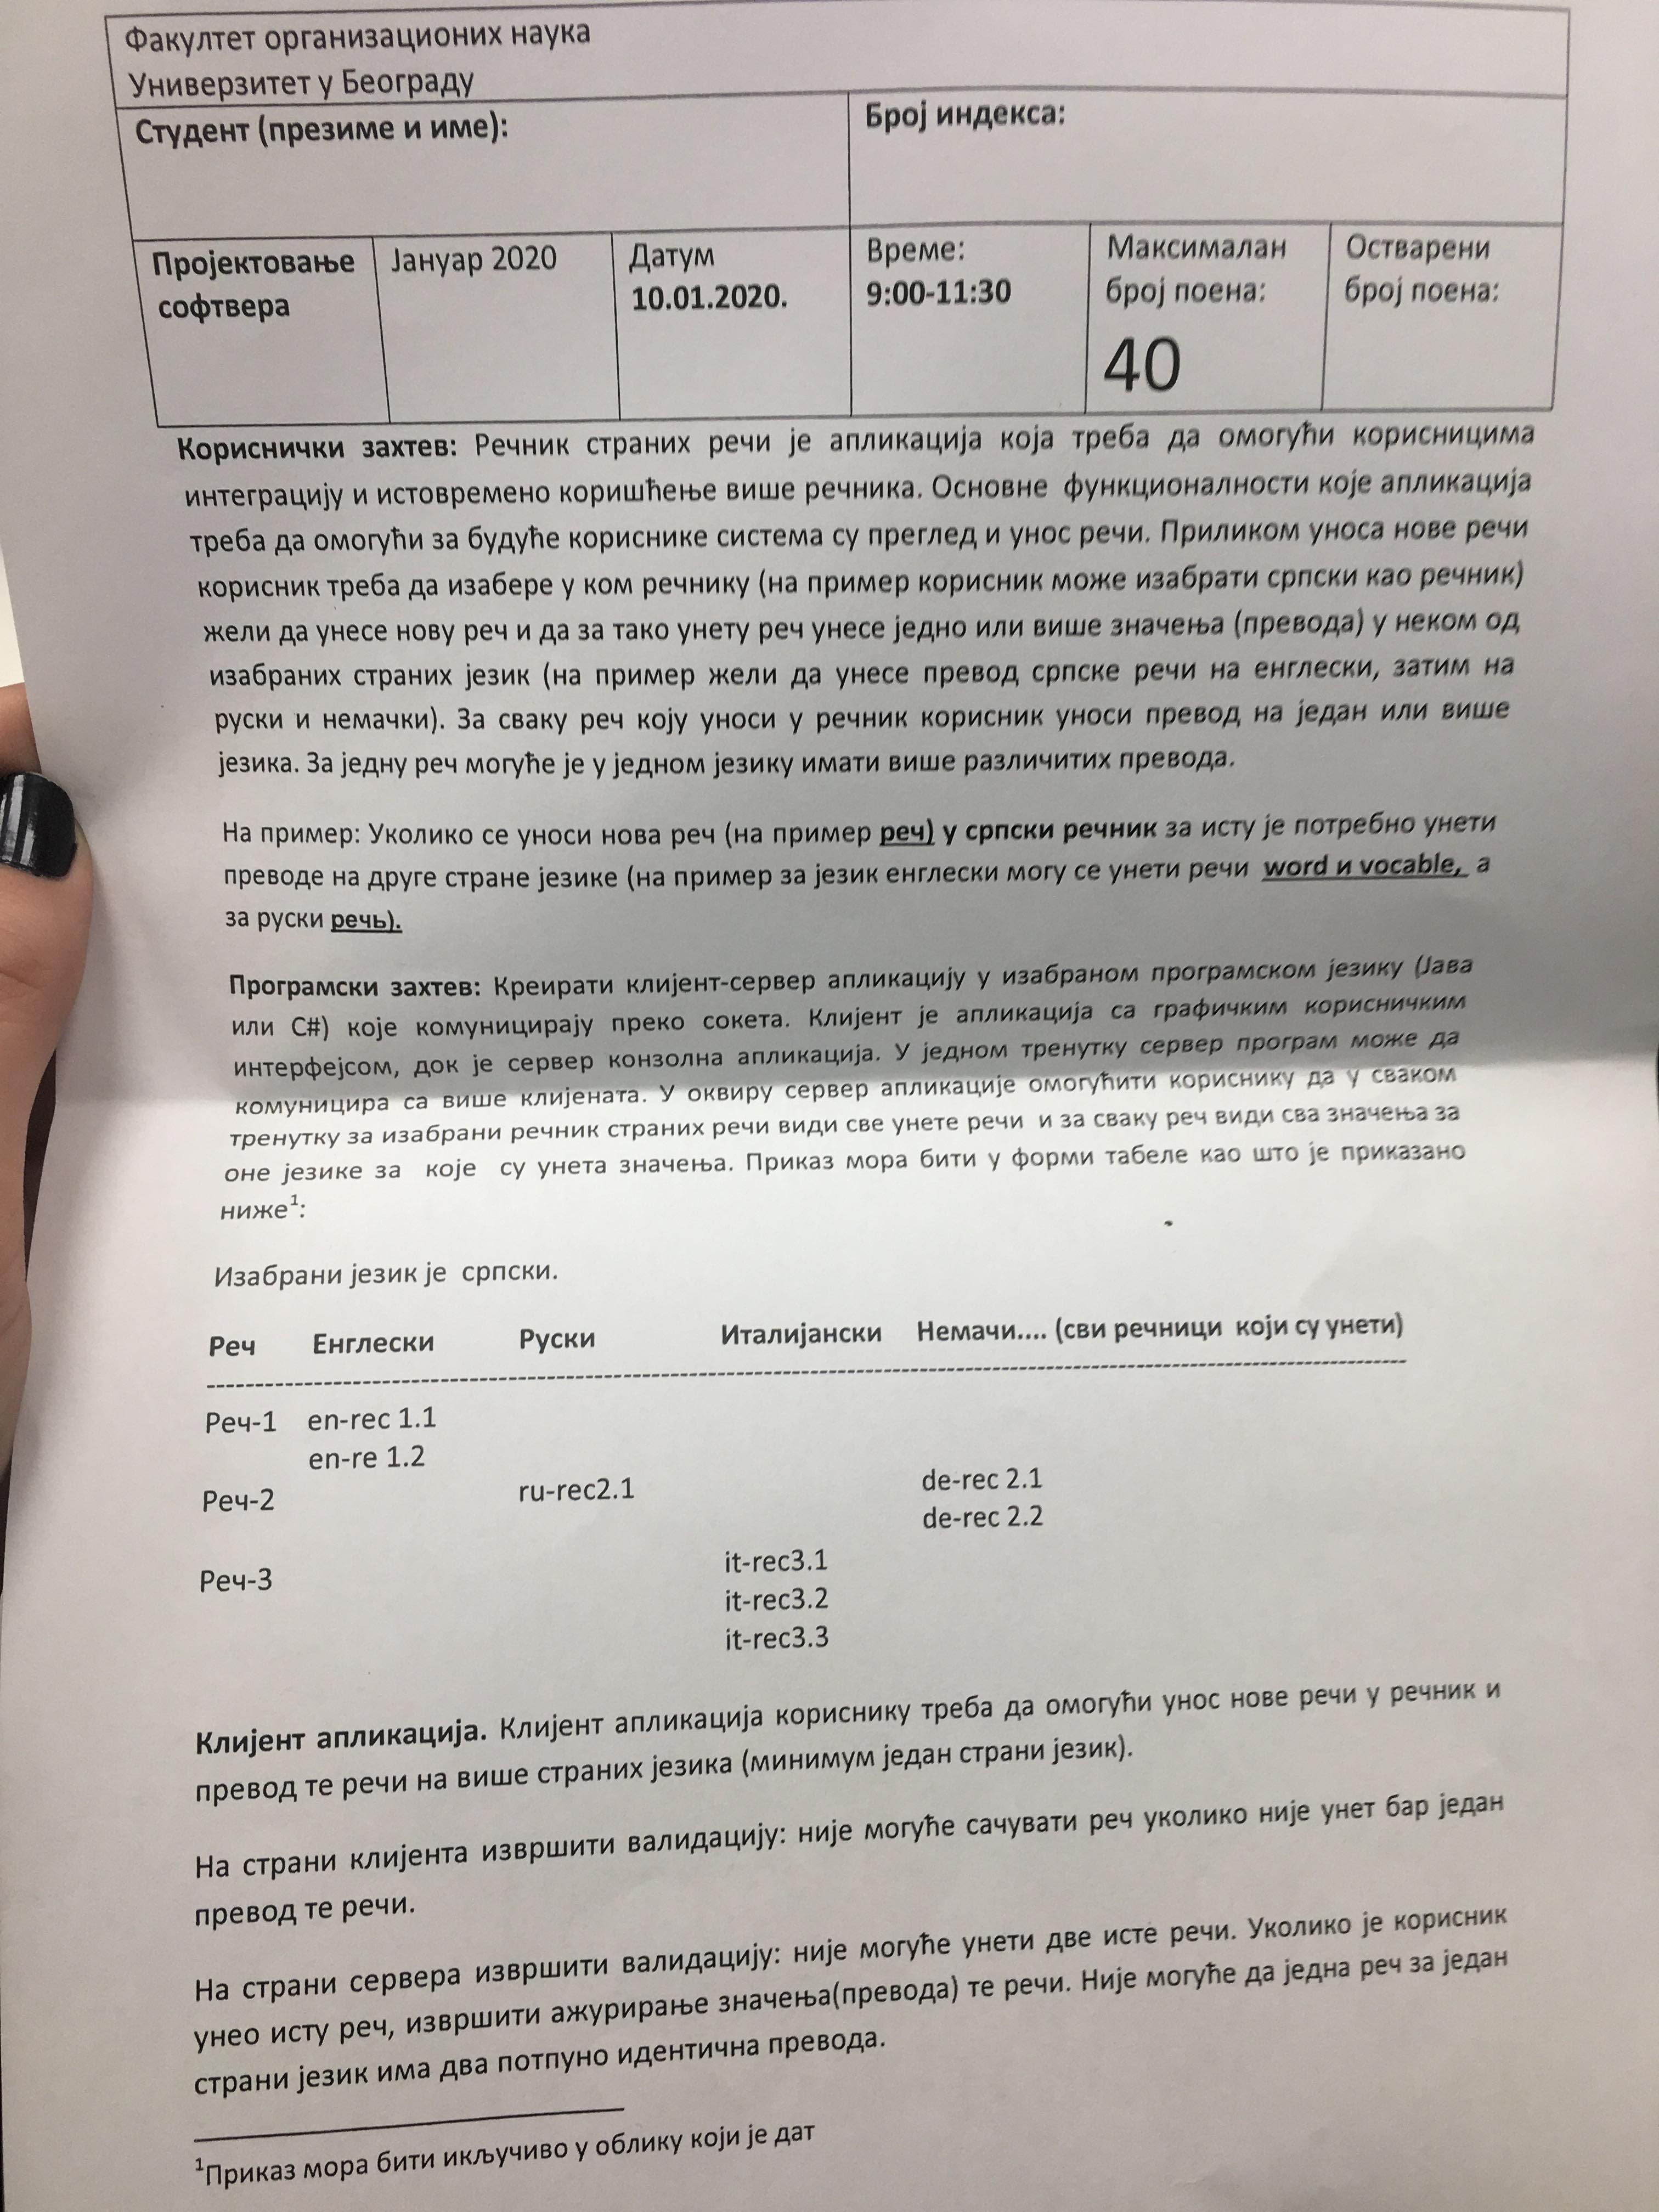 Факултет организационих наука
Универзитет у Београду
Студент (презиме и име):
Број индекса:
Пројектовање
софтвера
Јануар 2020
Датум
10.01.2020.
Време:
9:00-11:30
Максималан
број поена:
40
Остварени
број поена:
Кориснички захтев: Речник страних речи је апликација која треба да омогући корисницима
интеграцију и истовремено коришћење више речника. Основне функционалности које апликација
треба да омогући за будуће кориснике система су преглед и унос речи. Приликом уноса нове речи
корисник треба да изабере у ком речнику (на пример корисник може изабрати српски као речник)
жели да унесе нову реч и да за тако унету реч унесе једно или више значења (превода) у неком од
изабраних страних језик (на пример жели да унесе превод српске речи на енглески, затим на
руски и немачки). За сваку реч коју уноси у речник корисник уноси превод на један или више
језика. За једну реч могуће је у једном језику имати више различитих превода.
На пример: Уколико се уноси нова реч (на пример реч) у српски речник за исту је потребно унети
преводе на друге стране језике (на пример за језик енглески могу се унети речи word и vocable, а
за руски речь).
Програмски захтев: Креирати клијент-сервер апликацију у изабраном програмском језику (Јава
или C#) које комуницирају преко сокета. Клијент је апликација са графичким корисничким
интерфејсом, док је сервер конзолна апликација. У једном тренутку сервер програм може да
комуницира са више клијената. У оквиру сервер апликације омогућити кориснику да у сваком
тренутку за изабрани речник страних речи види све унете речи и за сваку реч види сва значења за
оне језике за које су унета значења. Приказ мора бити у форми табеле као што је приказано
ниже1:
Изабрани језик је српски.
Реч Енглески Руски Италијански Немачи.... (сви речници који су унети)
--------------------------------------------------------------------------------
Реч-1 en-rec 1.1
en-re 1.2
Реч-2 ru-rec2.1 de-rec 2.1
de-rec 2.2
Реч-3 it-rec3.1
it-rec3.2
it-rec3.3
Клијент апликација. Клијент апликација кориснику треба да омогући унос нове речи у речник и
превод те речи на више страних језика (минимум један страни језик).
На страни клијента извршити валидацију: није могуће сачувати реч уколико није унет бар један
превод те речи.
На страни сервера извршити валидацију: није могуће унети две исте речи. Уколико је корисник
унео исту реч, извршити ажурирање значења(превода) те речи. Није могуће да једна реч за један
страни језик има два потпуно идентична превода.
1Приказ мора бити икључиво у облику који је дат